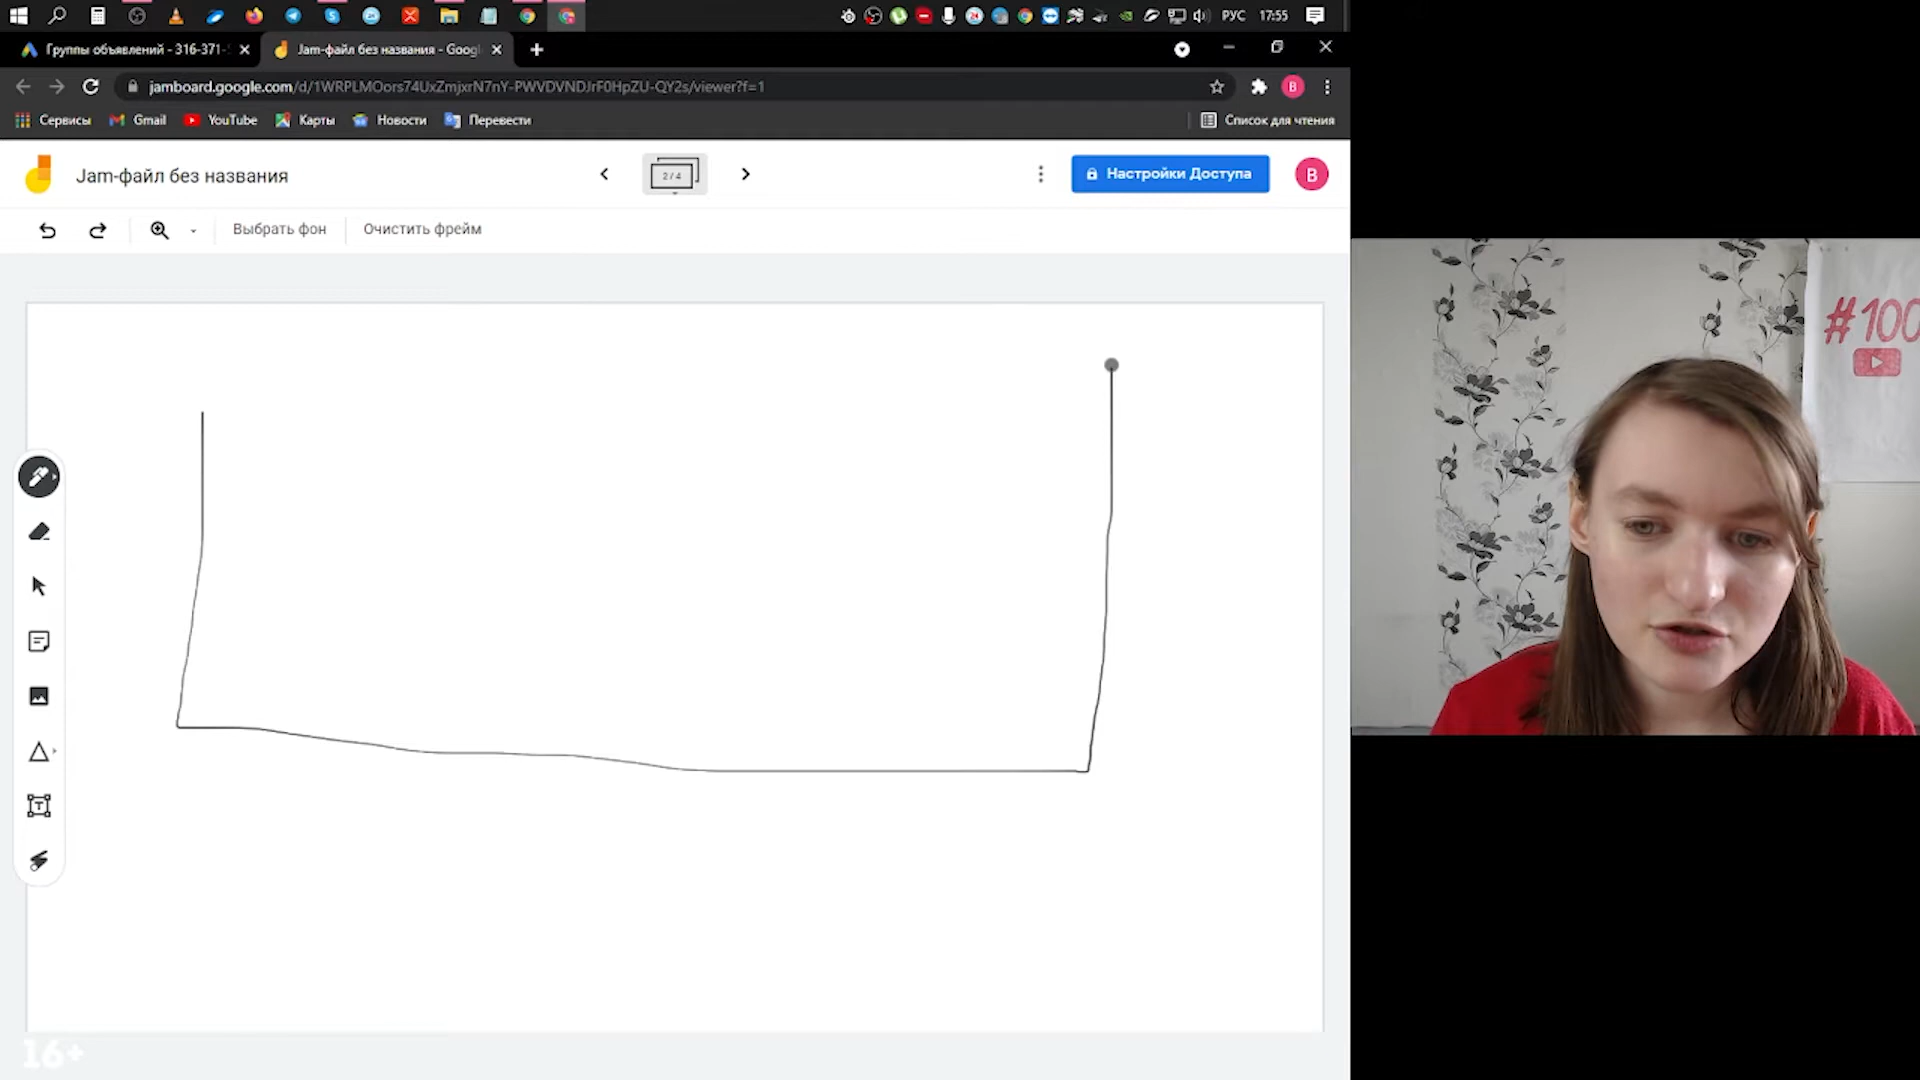 РУС 17:55
Группы объявлений - 316-371-
Jam-файл без названия - Goog
jamboard.google.com/d/1WRPLMOors74UxZmjxrN7nY-PWVDVNDJrF0HpZU-QY2s/viewer?f=1
B
Сервисы Gmail YouTube Карты Новости Перевести Список для чтения
Jam-файл без названия
2 / 4
Настройки Доступа
B
Выбрать фон Очистить фрейм
#100
16+